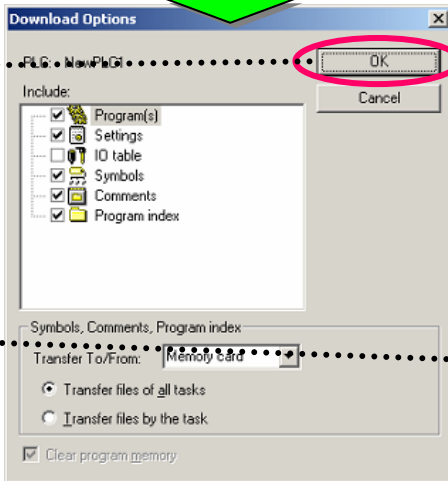 Download Options
PLC: NewPLC1
OK
Include:
Cancel
Program(s)
Settings
IO table
Symbols
Comments
Program index
Symbols, Comments, Program index
Transfer To/From: Memory card
Transfer files of all tasks
Transfer files by the task
Clear program memory